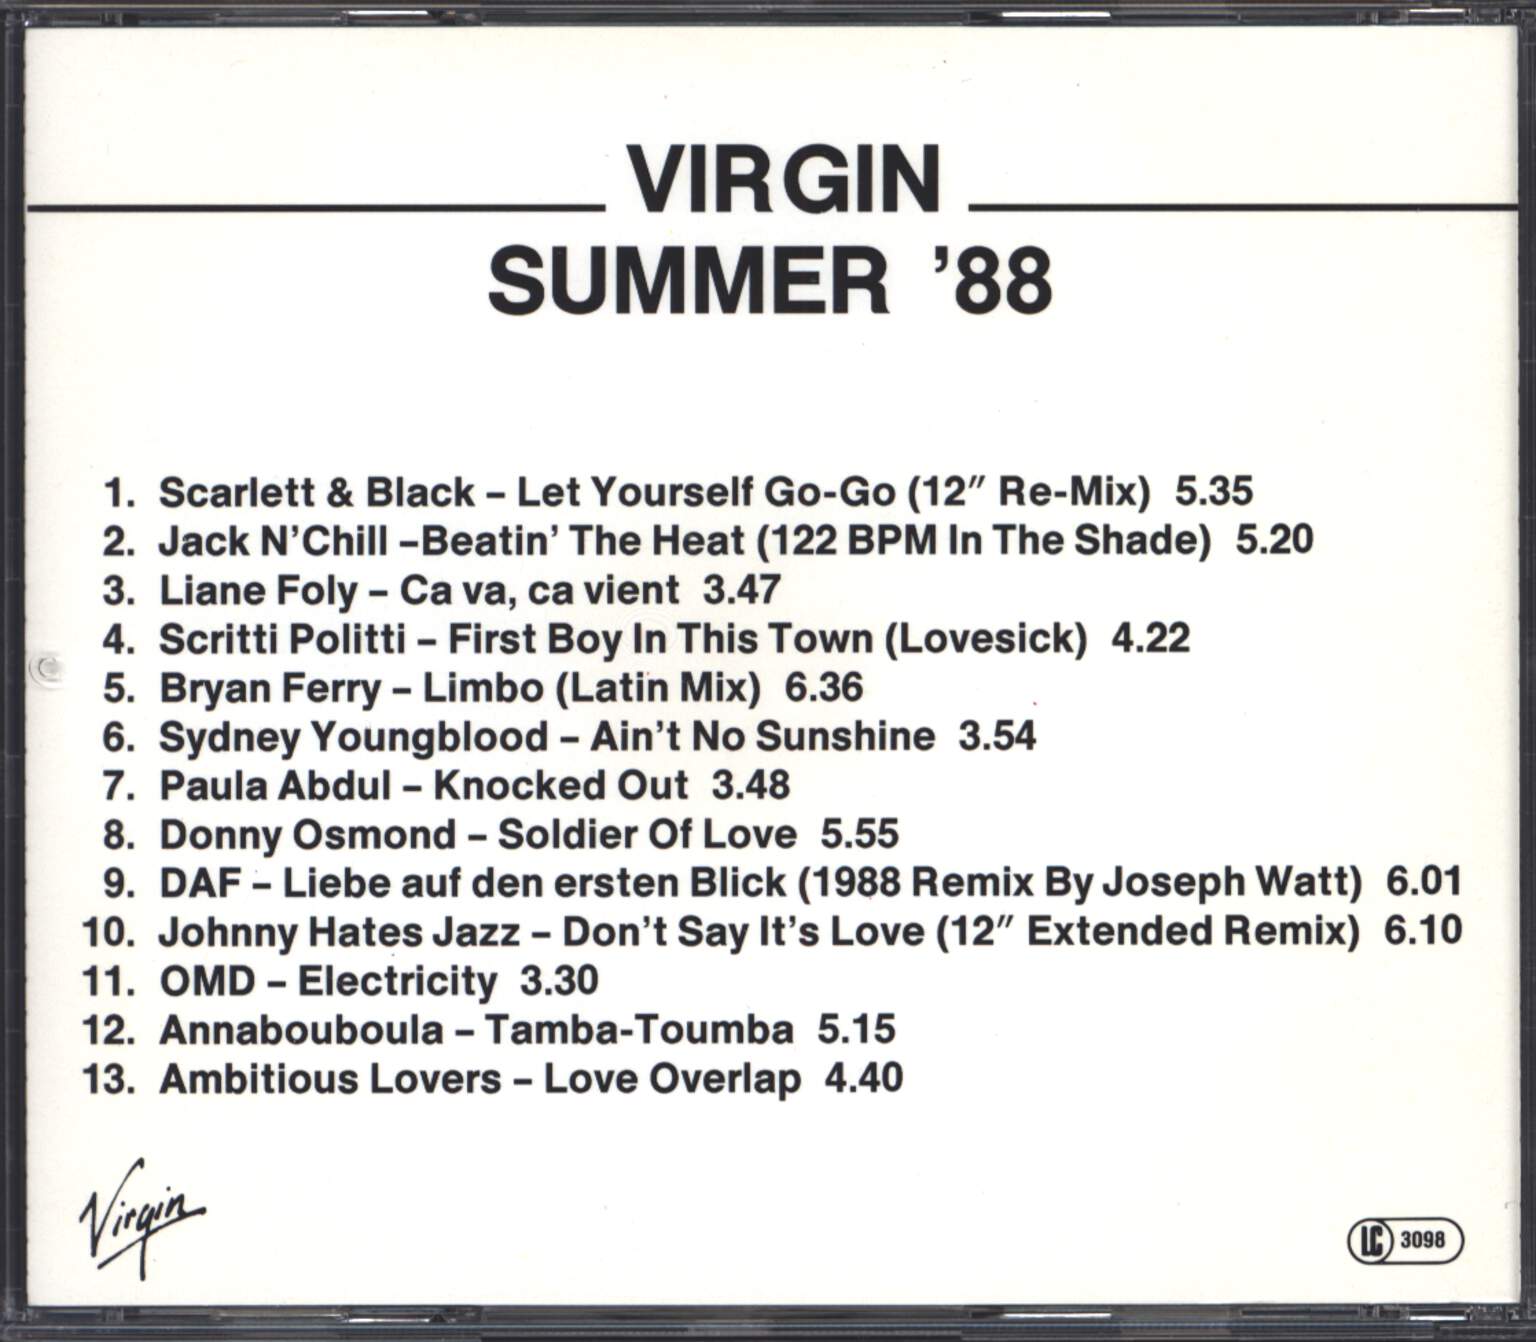 VIRGIN
SUMMER ’88
1. Scarlett & Black – Let Yourself Go-Go (12″ Re-Mix) 5.35
2. Jack N’Chill –Beatin’ The Heat (122 BPM In The Shade) 5.20
3. Liane Foly – Ca va, ca vient 3.47
4. Scritti Politti – First Boy In This Town (Lovesick) 4.22
5. Bryan Ferry – Limbo (Latin Mix) 6.36
6. Sydney Youngblood – Ain’t No Sunshine 3.54
7. Paula Abdul – Knocked Out 3.48
8. Donny Osmond – Soldier Of Love 5.55
9. DAF – Liebe auf den ersten Blick (1988 Remix By Joseph Watt) 6.01
10. Johnny Hates Jazz – Don’t Say It’s Love (12″ Extended Remix) 6.10
11. OMD – Electricity 3.30
12. Annabouboula – Tamba-Toumba 5.15
13. Ambitious Lovers – Love Overlap 4.40
Virgin
LC 3098